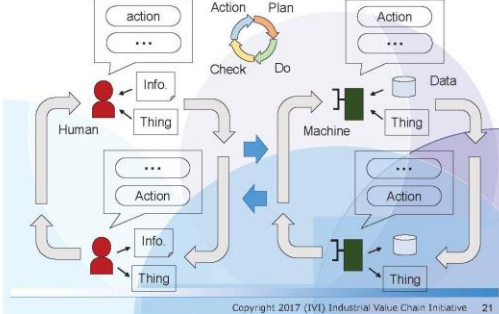 action
...
Action
Plan
Check
Do
Action
...
Info.
Thing
Human
Data
Thing
Machine
...
Action
Info.
Thing
...
Action
Thing
Copyright 2017 (IVI) Industrial Value Chain Initiative 21